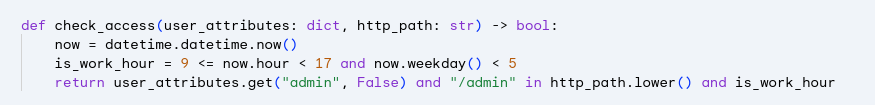 def check_access(user_attributes: dict, http_path: str) -> bool:
    now = datetime.datetime.now()
    is_work_hour = 9 <= now.hour < 17 and now.weekday() < 5
    return user_attributes.get("admin", False) and "/admin" in http_path.lower() and is_work_hour